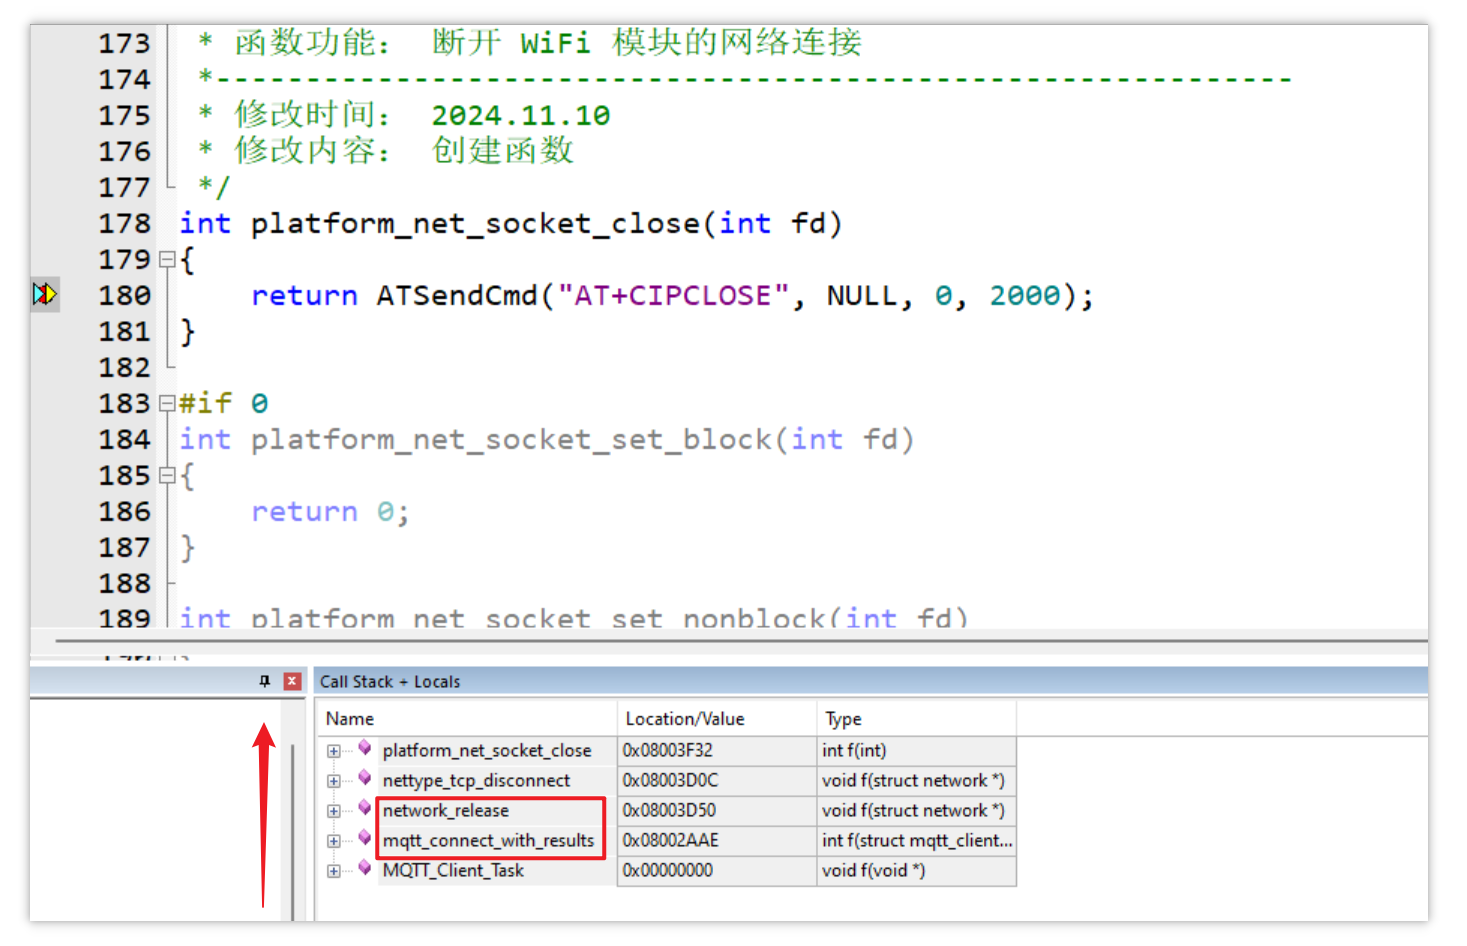 173 * 函数功能： 断开 WiFi 模块的网络连接
174 *------------------------------------------------------------
175 * 修改时间： 2024.11.10
176 * 修改内容： 创建函数
177 */
178 int platform_net_socket_close(int fd)
179 {
180 return ATSendCmd("AT+CIPCLOSE", NULL, 0, 2000);
181 }
182
183 #if 0
184 int platform_net_socket_set_block(int fd)
185 {
186 return 0;
187 }
188
189 int platform_net_socket_set_nonblock(int fd)
Call Stack + Locals
Name Location/Value Type
platform_net_socket_close 0x08003F32 int f(int)
nettype_tcp_disconnect 0x08003D0C void f(struct network *)
network_release 0x08003D50 void f(struct network *)
mqtt_connect_with_results 0x08002AAE int f(struct mqtt_client...
MQTT_Client_Task 0x00000000 void f(void *)